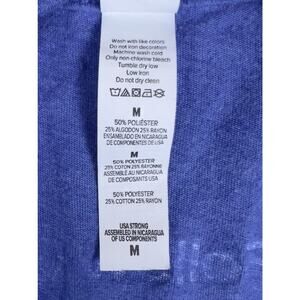 Wash with like colors
Do not iron decoration
Machine wash cold
Only non-chlorine bleach
Tumble dry low
Low iron
Do not dry clean
M
50% POLIÉSTER
25% ALGODON 25% RAYON
ENSAMBLADO EN NICARAGUA
DE COMPONENTES DE USA
M
50% POLYESTER
25% COTON 25% RAYONNE
ASSEMBLÉ AU NICARAGUA
DE COMPOSANTS USA
50% POLYESTER
25% COTTON 25% RAYON
USA STRONG
ASSEMBLED IN NICARAGUA
OF US COMPONENTS
M